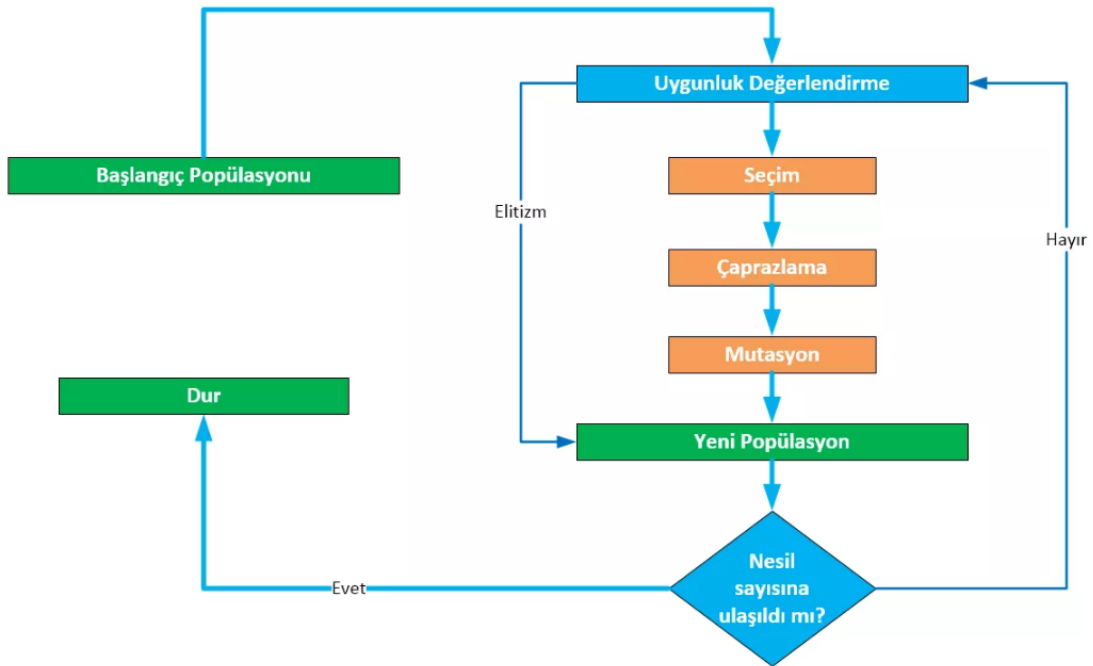 Uygunluk Değerlendirme
Başlangıç Popülasyonu
Seçim
Elitizm
Hayır
Çaprazlama
Mutasyon
Dur
Yeni Popülasyon
Nesil
sayısına
ulaşıldı mı?
Evet